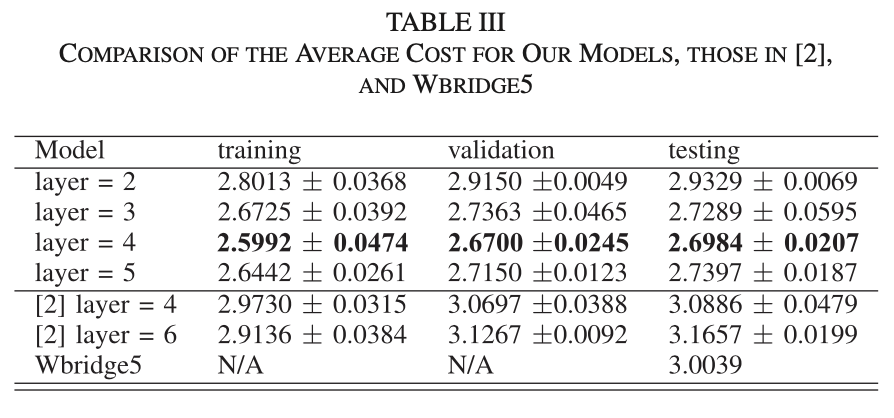 TABLE III
COMPARISON OF THE AVERAGE COST FOR OUR MODELS, THOSE IN [2],
AND WBRIDGE5
Model training validation testing
layer = 2 2.8013 ± 0.0368 2.9150 ±0.0049 2.9329 ± 0.0069
layer = 3 2.6725 ± 0.0392 2.7363 ±0.0465 2.7289 ± 0.0595
layer = 4 2.5992 ± 0.0474 2.6700 ±0.0245 2.6984 ± 0.0207
layer = 5 2.6442 ± 0.0261 2.7150 ±0.0123 2.7397 ± 0.0187
[2] layer = 4 2.9730 ± 0.0315 3.0697 ±0.0388 3.0886 ± 0.0479
[2] layer = 6 2.9136 ± 0.0384 3.1267 ±0.0092 3.1657 ± 0.0199
Wbridge5 N/A N/A 3.0039